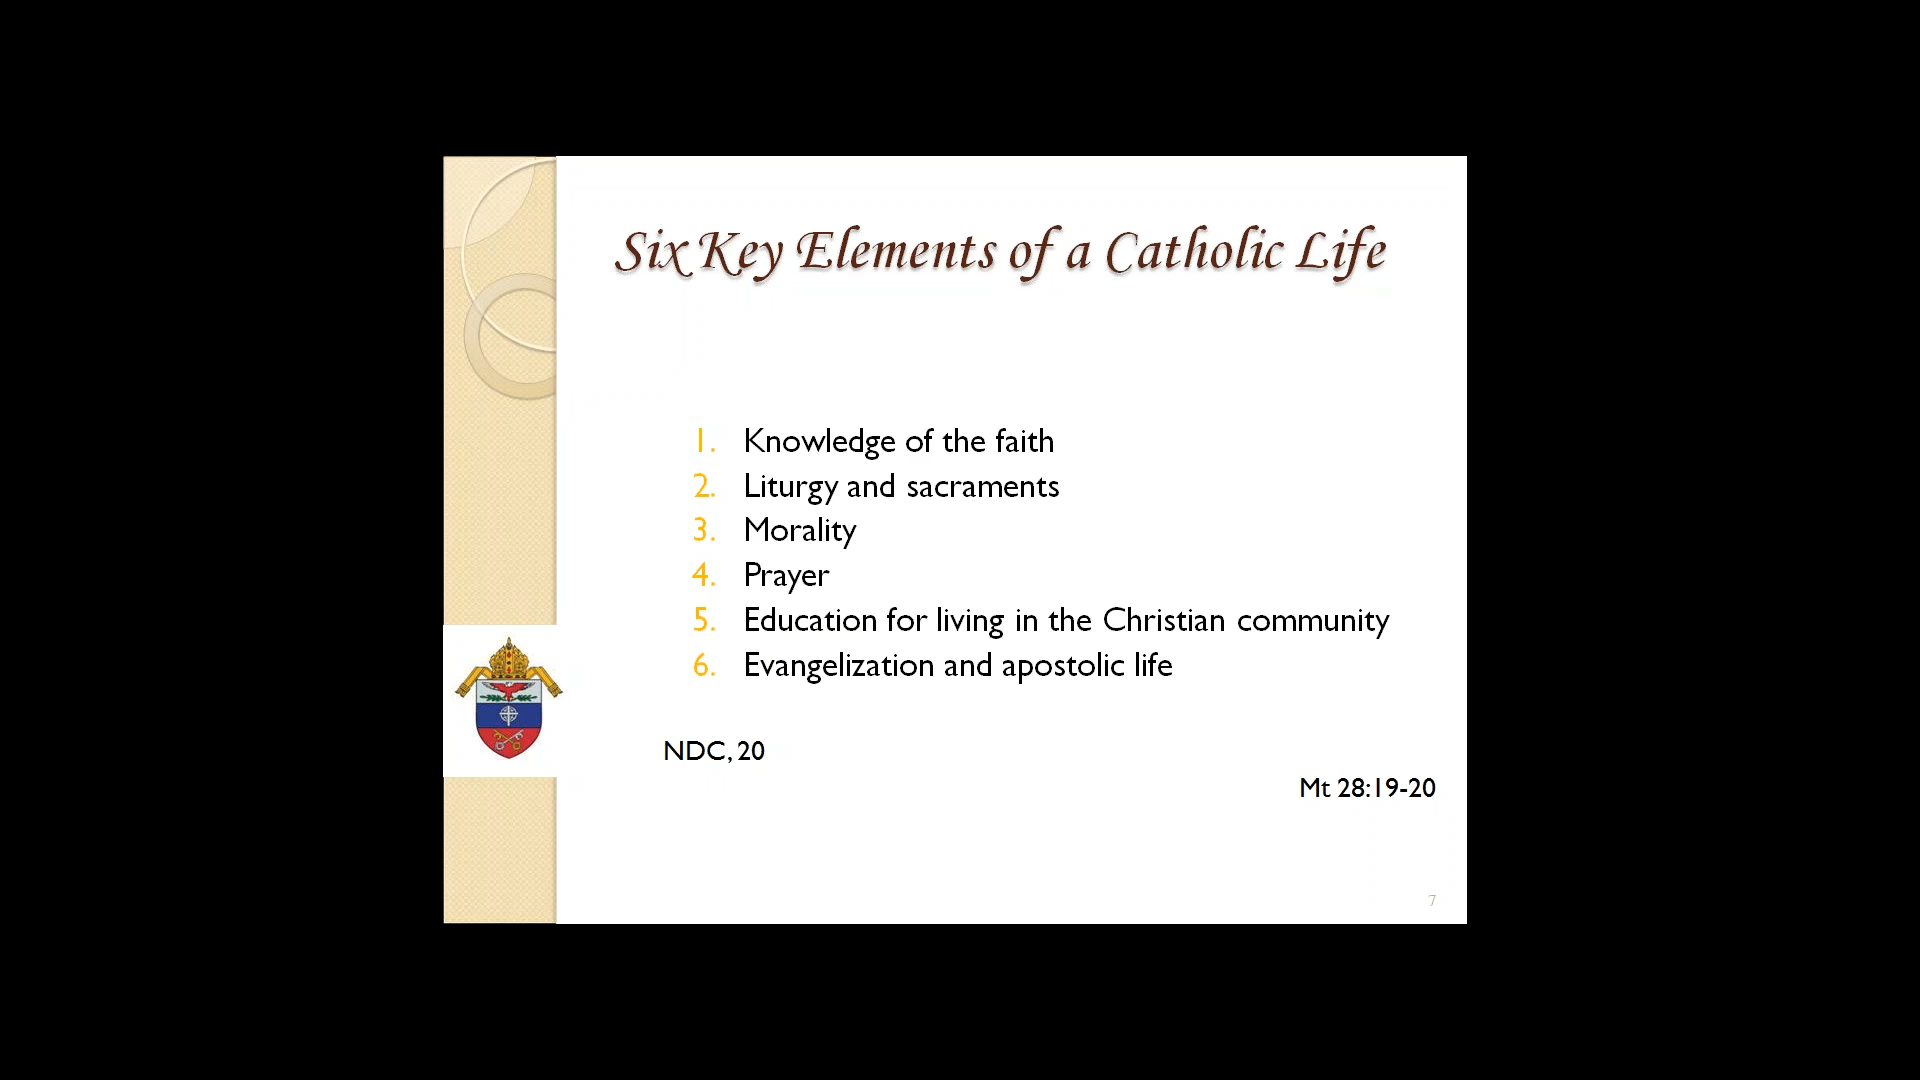 Six Key Elements of a Catholic Life
1. Knowledge of the faith
2. Liturgy and sacraments
3. Morality
4. Prayer
5. Education for living in the Christian community
6. Evangelization and apostolic life
NDC, 20
Mt 28:19-20
7